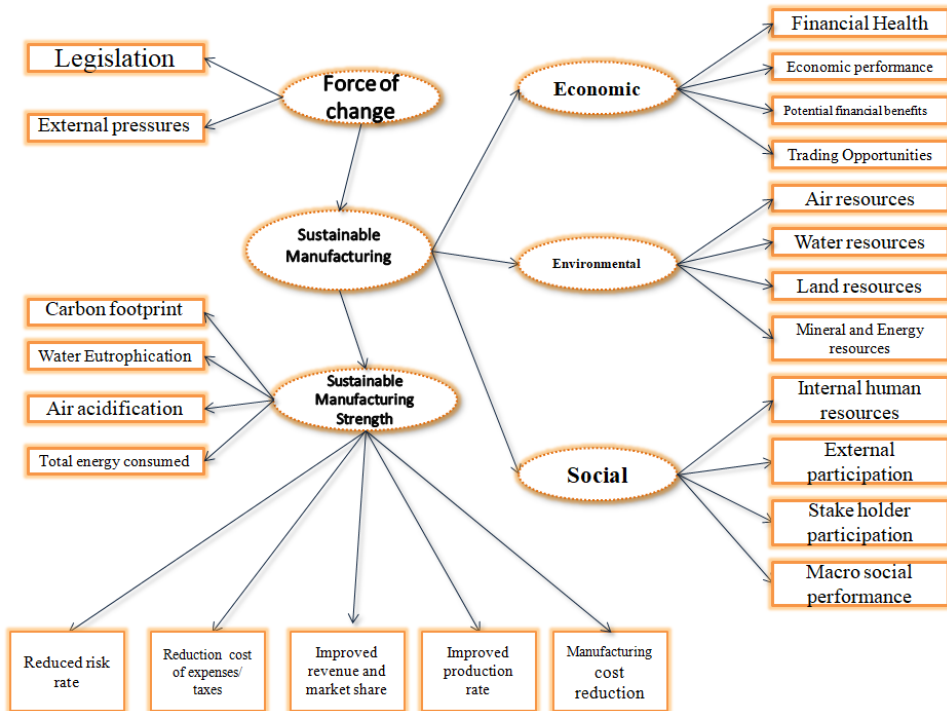 Legislation
External pressures
Force of
change
Economic
Financial Health
Economic performance
Potential financial benefits
Trading Opportunities
Sustainable
Manufacturing
Environmental
Air resources
Water resources
Land resources
Mineral and Energy
resources
Carbon footprint
Water Eutrophication
Air acidification
Total energy consumed
Sustainable
Manufacturing
Strength
Social
Internal human
resources
External
participation
Stake holder
participation
Macro social
performance
Reduced risk
rate
Reduction cost
of expenses/
taxes
Improved
revenue and
market share
Improved
production
rate
Manufacturing
cost
reduction